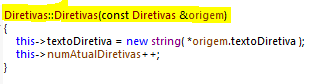 Diretivas::Diretivas(const Diretivas &origem)
{
this->textoDiretiva = new string( *origem.textoDiretiva );
this->numAtualDiretivas++;
}